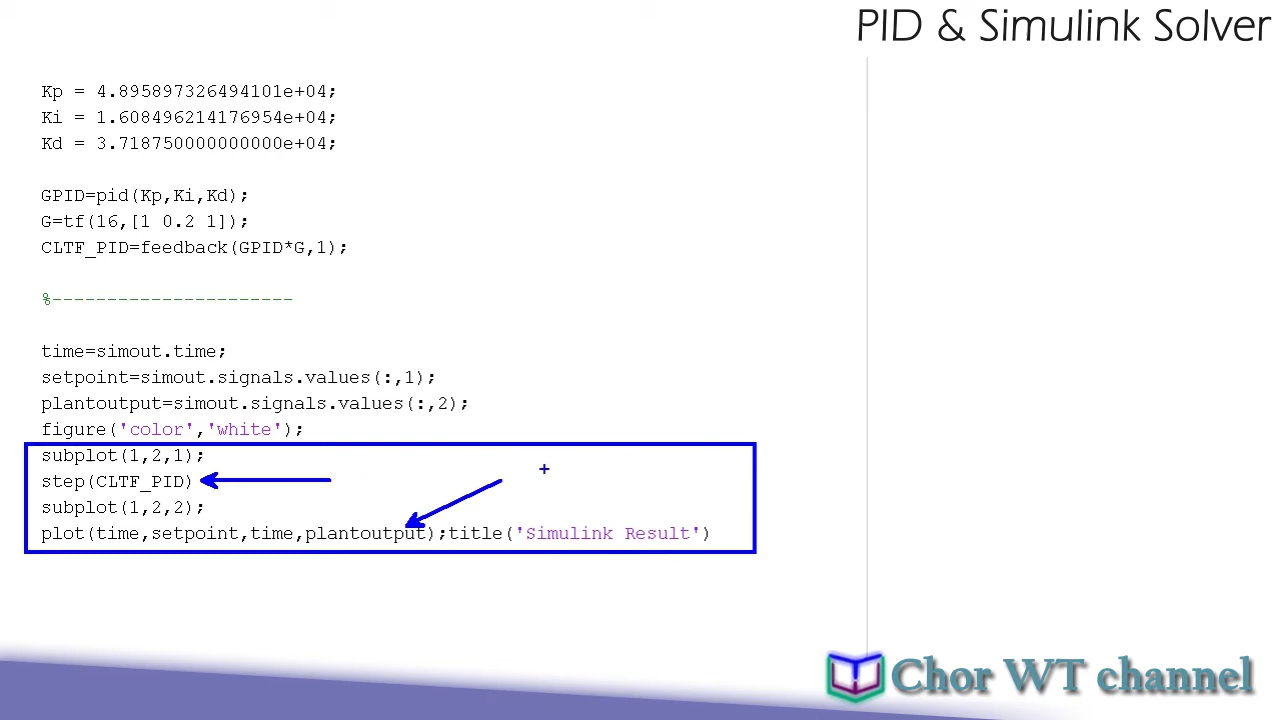 PID & Simulink Solver
Kp = 4.895897326494101e+04;
Ki = 1.608496214176954e+04;
Kd = 3.718750000000000e+04;
GPID=pid(Kp,Ki,Kd);
G=tf(16,[1 0.2 1]);
CLTF_PID=feedback(GPID*G,1);
%----------------------
time=simout.time;
setpoint=simout.signals.values(:,1);
plantoutput=simout.signals.values(:,2);
figure('color','white');
subplot(1,2,1);
step(CLTF_PID)
subplot(1,2,2);
plot(time,setpoint,time,plantoutput);title('Simulink Result')
Chor WT channel